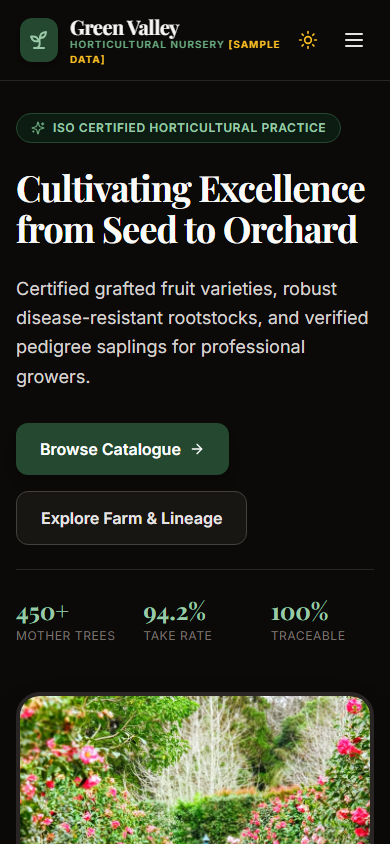 Green Valley
HORTICULTURAL NURSERY [SAMPLE
DATA]
ISO CERTIFIED HORTICULTURAL PRACTICE
Cultivating Excellence
from Seed to Orchard
Certified grafted fruit varieties, robust
disease-resistant rootstocks, and verified
pedigree saplings for professional
growers.
Browse Catalogue →
Explore Farm & Lineage
450+ 94.2% 100%
MOTHER TREES TAKE RATE TRACEABLE